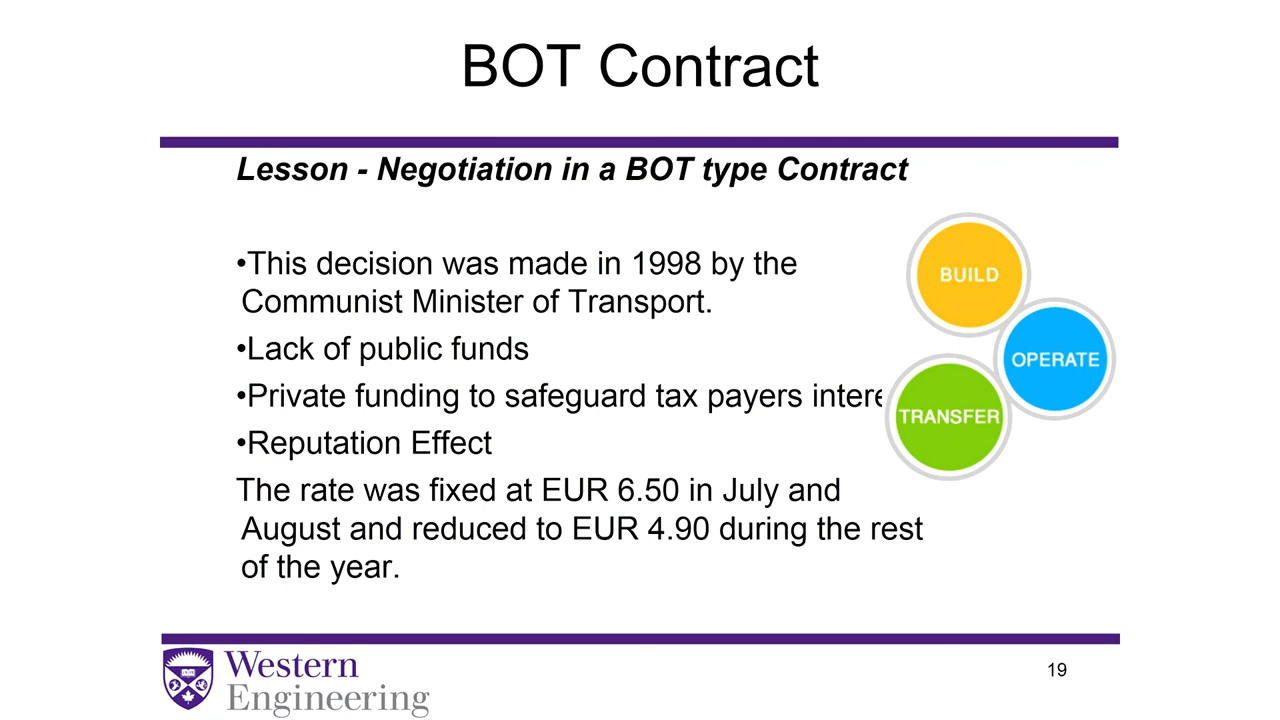 BOT Contract
Lesson - Negotiation in a BOT type Contract
•This decision was made in 1998 by the
Communist Minister of Transport.
•Lack of public funds
•Private funding to safeguard tax payers intere
•Reputation Effect
The rate was fixed at EUR 6.50 in July and
August and reduced to EUR 4.90 during the rest
of the year.
BUILD
OPERATE
TRANSFER
Western
Engineering
19